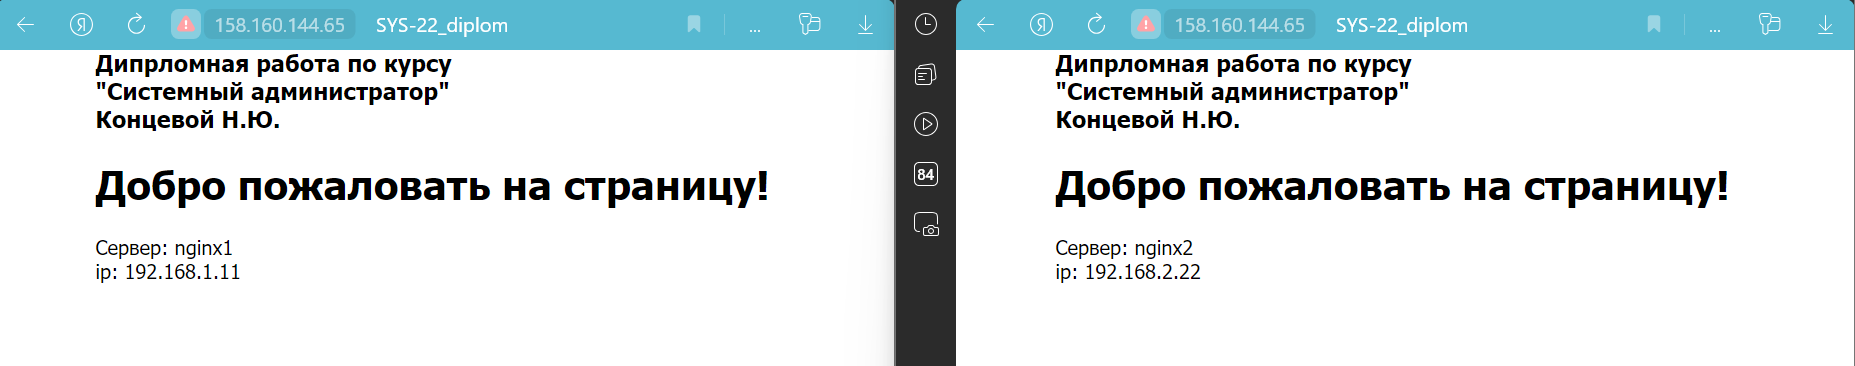 158.160.144.65 SYS-22_diplom ...
Дипрломная работа по курсу
"Системный администратор"
Концевой Н.Ю.
Добро пожаловать на страницу!
Сервер: nginx1
ip: 192.168.1.11
84
158.160.144.65 SYS-22_diplom ...
Дипрломная работа по курсу
"Системный администратор"
Концевой Н.Ю.
Добро пожаловать на страницу!
Сервер: nginx2
ip: 192.168.2.22